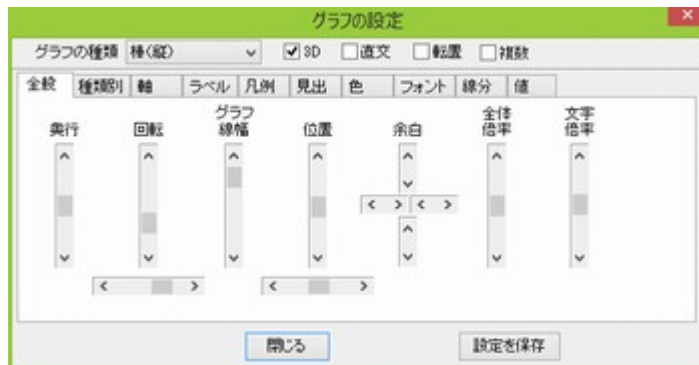 グラフの設定
グラフの種類 棒(縦) 3D 直交 転置 複数
全般 種類別 軸 ラベル 凡例 見出 色 フォント 線分 値
奥行 回転 グラフ線幅 位置 余白 全体倍率 文字倍率
閉じる 設定を保存